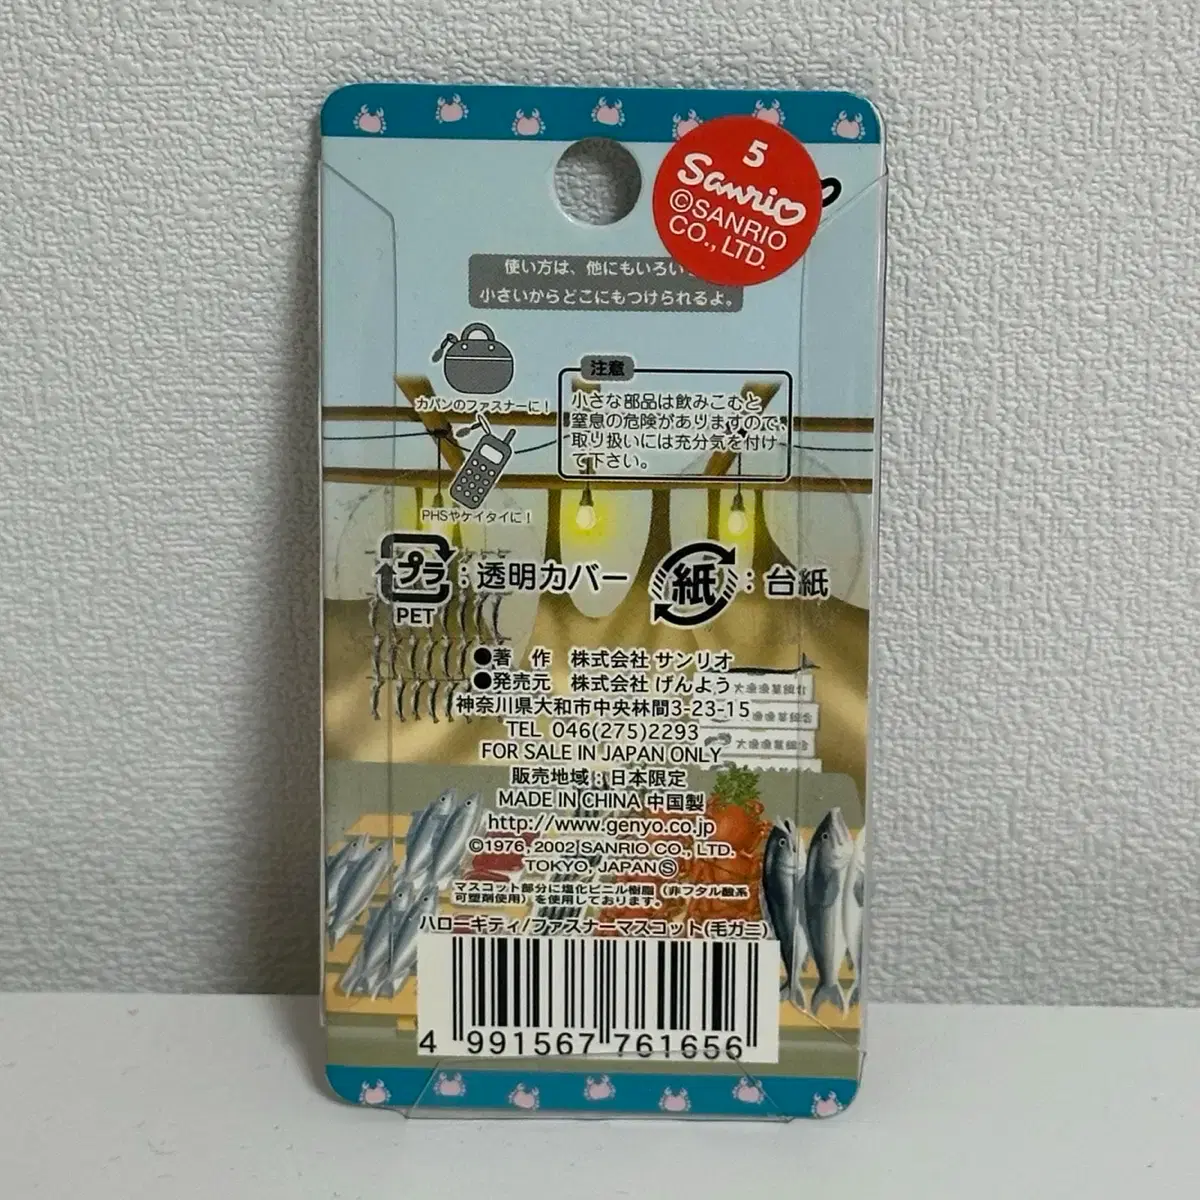 5
Sanrio
©SANRIO
CO., LTD.
使い方は、他にもいろい
小さいからどこにもつけられるよ。
カバンのファスナーに!
PHSやケイタイに!
注意
小さな部品は飲みこむと
窒息の危険がありますので、
取り扱いには充分気を付け
て下さい。
プラ
PET
:透明カバー
紙
:台紙
●著 作 株式会社 サンリオ
●発売元 株式会社 げんよう
神奈川県大和市中央林間3-23-15
TEL 046(275)2293
FOR SALE IN JAPAN ONLY
販売地域:日本限定
MADE IN CHINA 中国製
http://www.genyo.co.jp
©1976, 2002 SANRIO CO., LTD.
TOKYO, JAPAN Ⓢ
マスコット部分に塩化ビニル樹脂(非フタル酸系
可塑剤使用)を使用しております。
ハローキティ/ファスナーマスコット(毛ガニ)
4 991567 761656